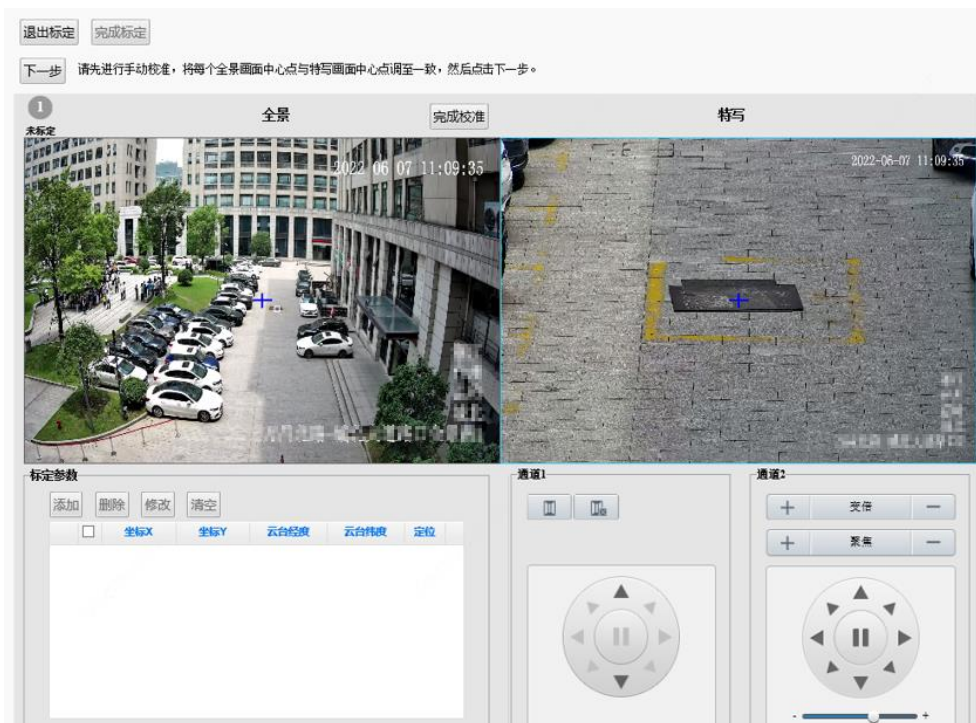 退出标定 完成标定
下一步 请先进行手动校准，将每个全景画面中心点与特写画面中心点调至一致，然后点击下一步。
1 全景 完成校准 特写
未标定
2022-06-07 11:09:35
2022-06-07 11:09:35
标定参数
添加 删除 修改 清空
坐标X 坐标Y 云台经度 云台纬度 定位
通道1
通道2
+ 变倍 -
+ 聚焦 -
- +